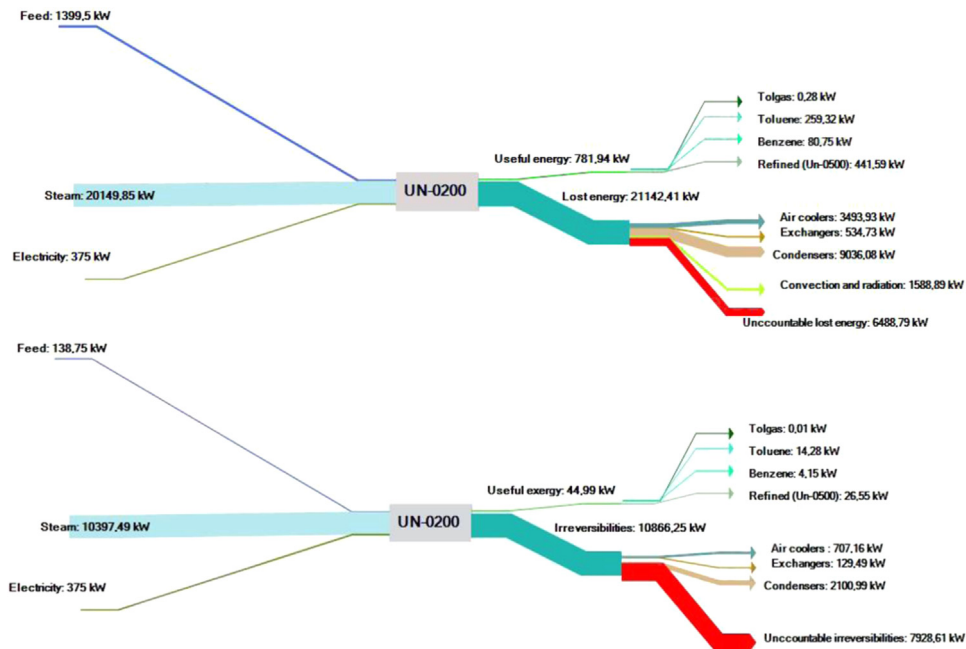 Feed: 1399,5 kW
Tolgas: 0,28 kW
Toluene: 259,32 kW
Benzene: 80,75 kW
Useful energy: 781,94 kW
Refined (Un-0500): 441,59 kW
UN-0200
Steam: 20149,85 kW
Lost energy: 21142,41 kW
Air coolers: 3493,93 kW
Exchangers: 534,73 kW
Condensers: 9036,08 kW
Electricity: 375 kW
Convection and radiation: 1588,89 kW
Unccountable lost energy: 6488,79 kW
Feed: 138,75 kW
Tolgas: 0,01 kW
Toluene: 14,28 kW
Benzene: 4,15 kW
Useful exergy: 44,99 kW
Refined (Un-0500): 26,55 kW
UN-0200
Steam: 10397,49 kW
Irreversibilities: 10866,25 kW
Air coolers : 707,16 kW
Exchangers: 129,49 kW
Condensers: 2100,99 kW
Electricity: 375 kW
Unccountable irreversibilities: 7928,61 kW